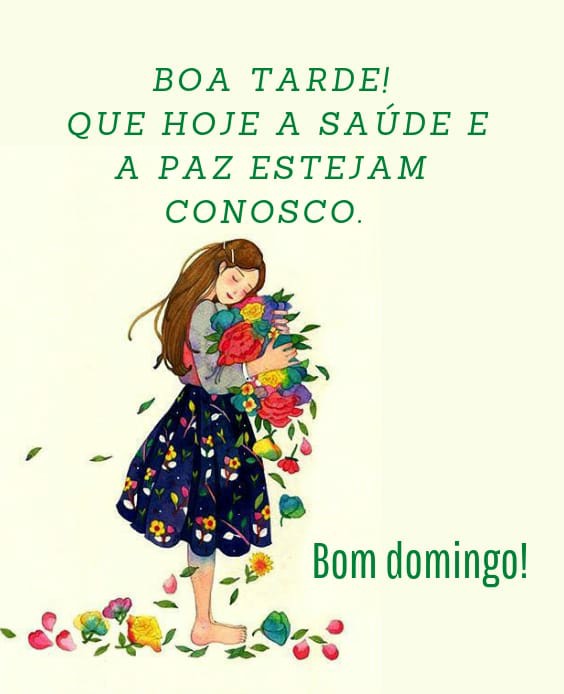 BOA TARDE!
QUE HOJE A SAÚDE E
A PAZ ESTEJAM
CONOSCO.
Bom domingo!